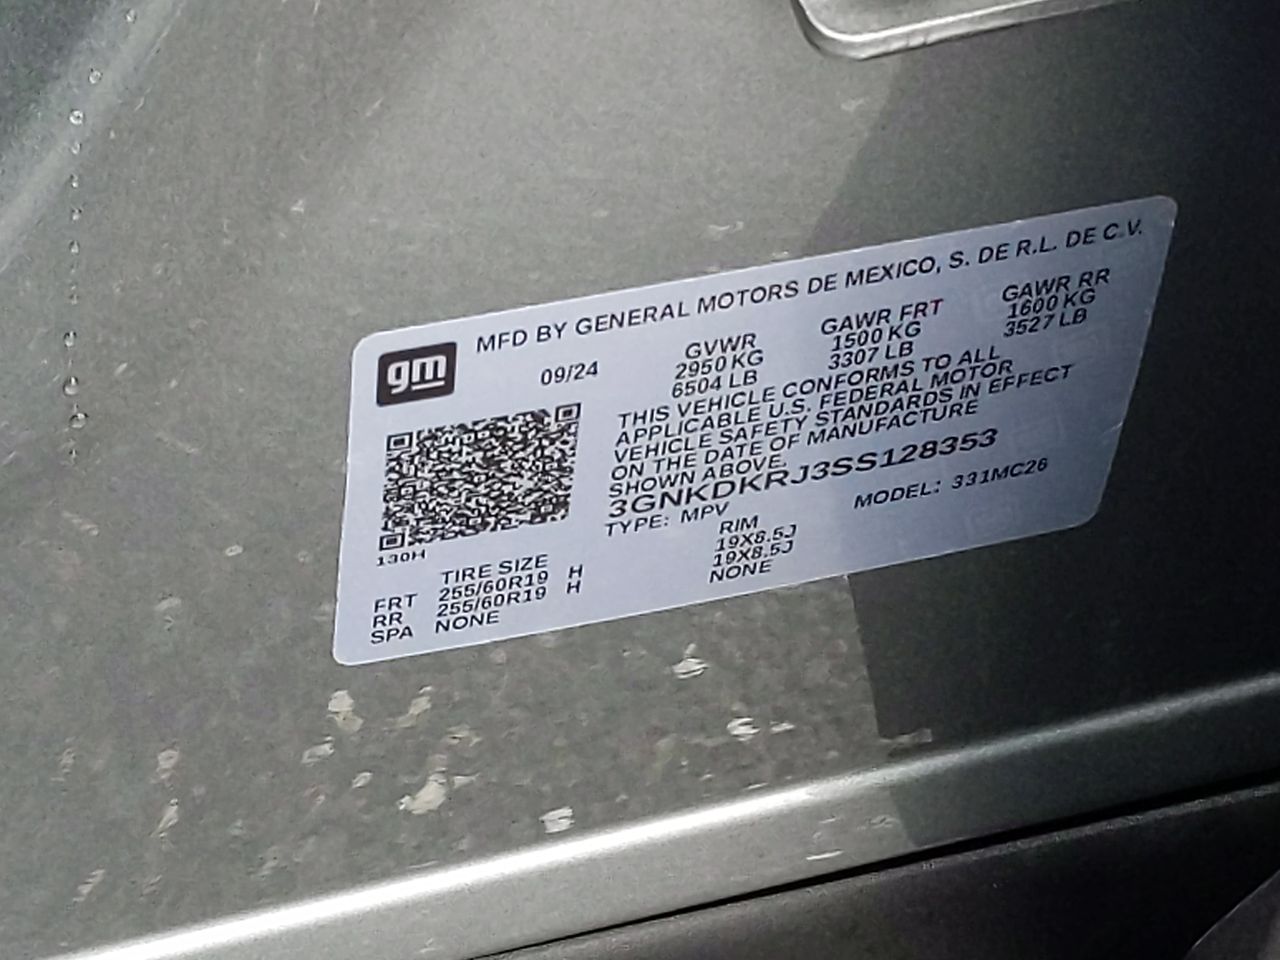 MFD BY GENERAL MOTORS DE MEXICO, S. DE R.L. DE C.V.
gm
09/24
GVWR
2950 KG
6504 LB
GAWR FRT
1500 KG
3307 LB
GAWR RR
1600 KG
3527 LB
THIS VEHICLE CONFORMS TO ALL
APPLICABLE U.S. FEDERAL MOTOR
VEHICLE SAFETY STANDARDS IN EFFECT
ON THE DATE OF MANUFACTURE
SHOWN ABOVE.
3GNKDKRJ3SS128353
TYPE: MPV
MODEL: 331MC26
130H
TIRE SIZE
RIM
FRT 255/60R19 H 19X8.5J
RR 255/60R19 H 19X8.5J
SPA NONE NONE